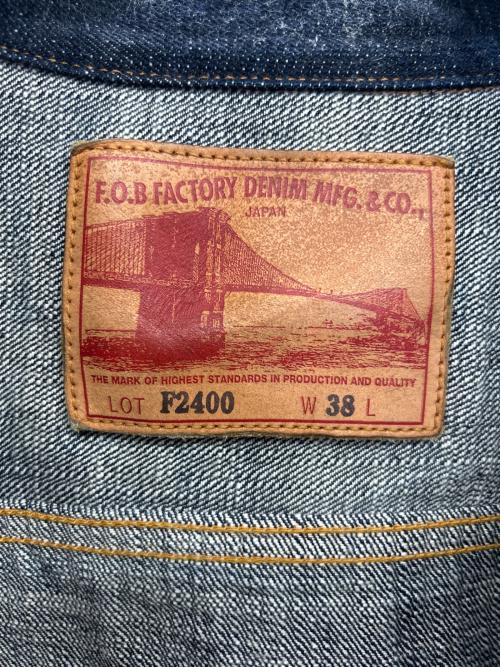 F.O.B FACTORY DENIM MFG. & CO.,
JAPAN
THE MARK OF HIGHEST STANDARDS IN PRODUCTION AND QUALITY
LOT F2400 W 38 L